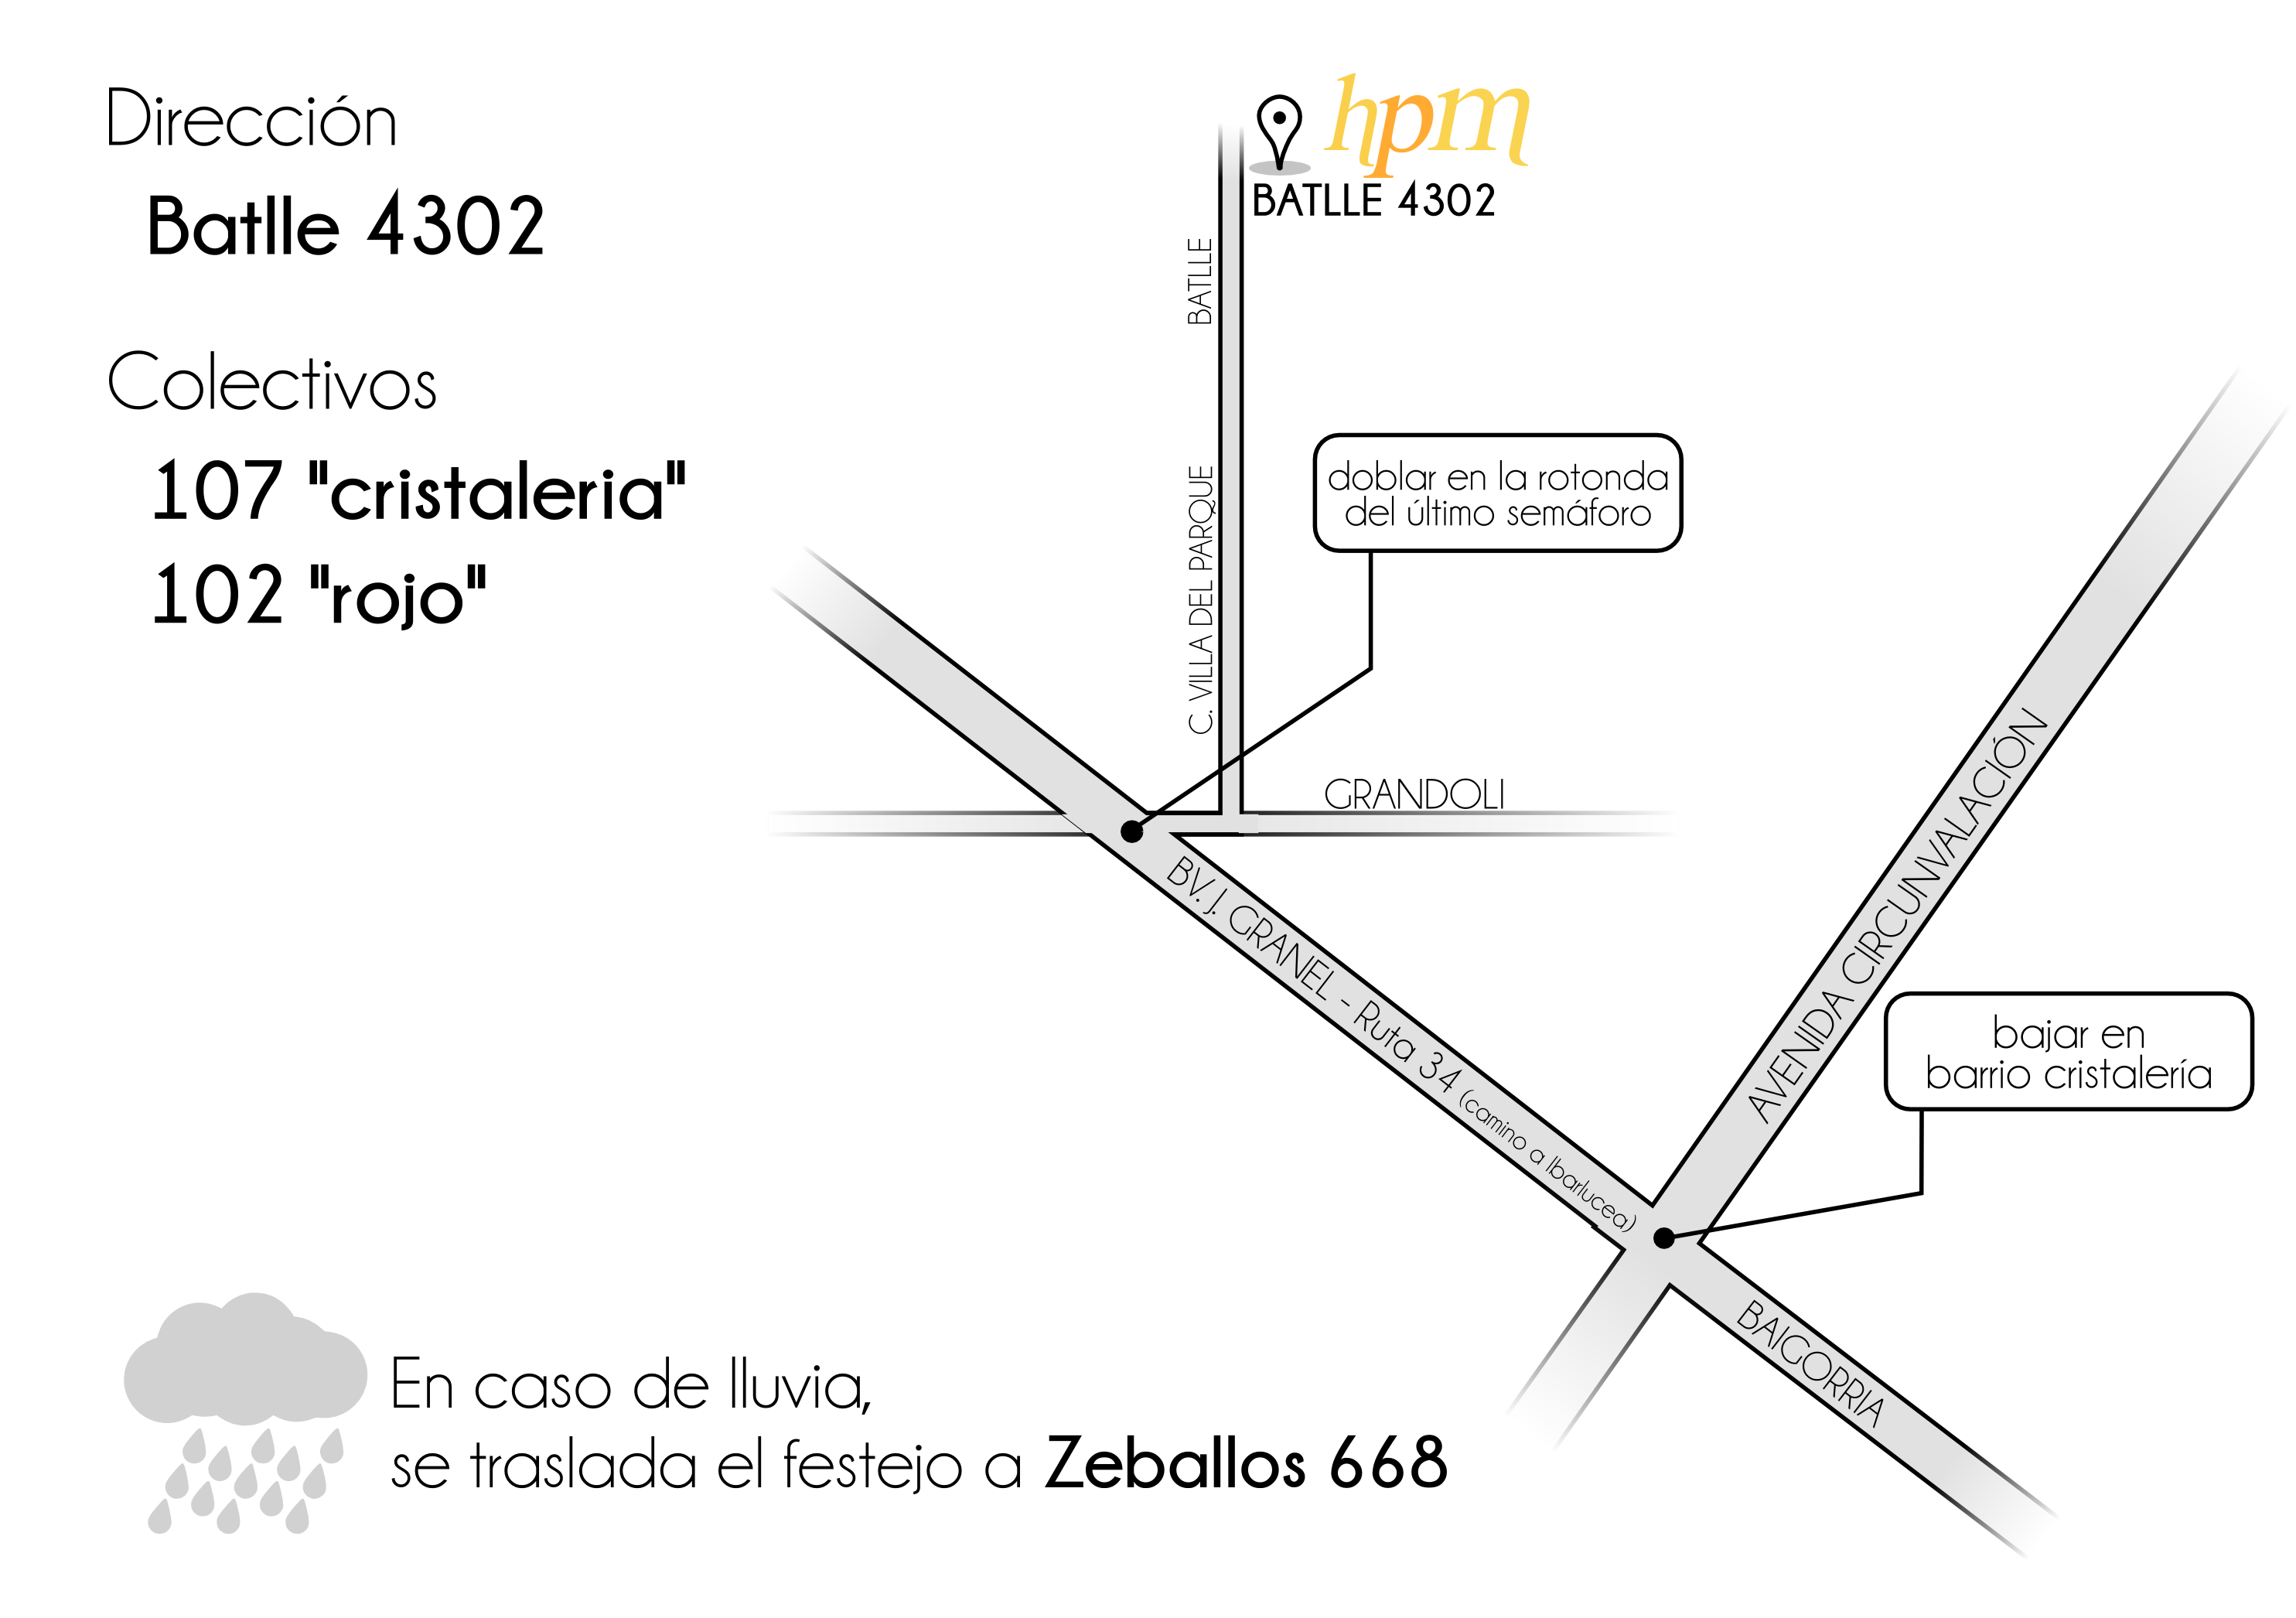 Dirección
Batlle 4302
Colectivos
107 "cristaleria"
102 "rojo"
hpm
BATLLE 4302
BATLLE
C. VILLA DEL PARQUE
doblar en la rotonda
del último semáforo
GRANDOLI
BV. J. GRANEL - Ruta 34 (camino a Ibarlucea)
AVENIDA CIRCUNVALACIÓN
bajar en
barrio cristalería
BAIGORRIA
En caso de lluvia,
se traslada el festejo a Zeballos 668